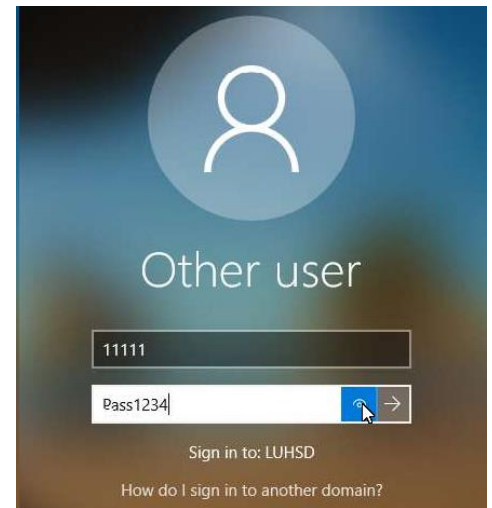 Other user
11111
Pass1234
Sign in to: LUHSD
How do I sign in to another domain?